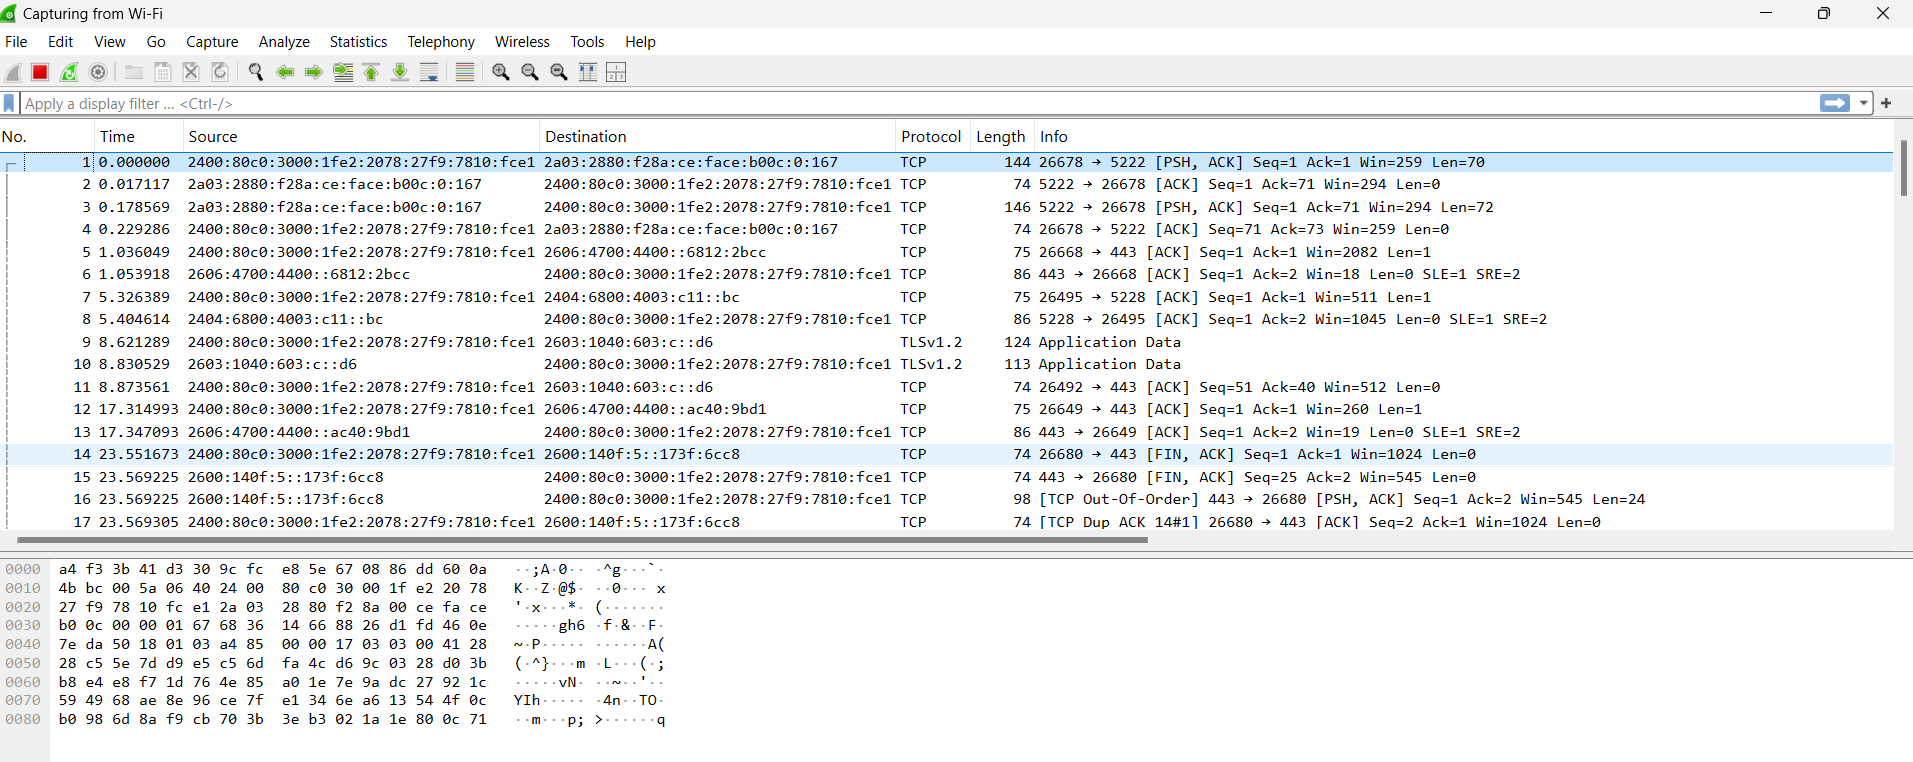 Capturing from Wi-Fi
File Edit View Go Capture Analyze Statistics Telephony Wireless Tools Help
Apply a display filter ... <Ctrl-/>
No. Time Source Destination Protocol Length Info
1 0.000000 2400:80c0:3000:1fe2:2078:27f9:7810:fce1 2a03:2880:f28a:ce:face:b00c:0:167 TCP 144 26678 → 5222 [PSH, ACK] Seq=1 Ack=1 Win=259 Len=70
2 0.017117 2a03:2880:f28a:ce:face:b00c:0:167 2400:80c0:3000:1fe2:2078:27f9:7810:fce1 TCP 74 5222 → 26678 [ACK] Seq=1 Ack=71 Win=294 Len=0
3 0.178569 2a03:2880:f28a:ce:face:b00c:0:167 2400:80c0:3000:1fe2:2078:27f9:7810:fce1 TCP 146 5222 → 26678 [PSH, ACK] Seq=1 Ack=71 Win=294 Len=72
4 0.229286 2400:80c0:3000:1fe2:2078:27f9:7810:fce1 2a03:2880:f28a:ce:face:b00c:0:167 TCP 74 26678 → 5222 [ACK] Seq=71 Ack=73 Win=259 Len=0
5 1.036049 2400:80c0:3000:1fe2:2078:27f9:7810:fce1 2606:4700:4400::6812:2bcc TCP 75 26668 → 443 [ACK] Seq=1 Ack=1 Win=2082 Len=1
6 1.053918 2606:4700:4400::6812:2bcc 2400:80c0:3000:1fe2:2078:27f9:7810:fce1 TCP 86 443 → 26668 [ACK] Seq=1 Ack=2 Win=18 Len=0 SLE=1 SRE=2
7 5.326389 2400:80c0:3000:1fe2:2078:27f9:7810:fce1 2404:6800:4003:c11::bc TCP 75 26495 → 5228 [ACK] Seq=1 Ack=1 Win=511 Len=1
8 5.404614 2404:6800:4003:c11::bc 2400:80c0:3000:1fe2:2078:27f9:7810:fce1 TCP 86 5228 → 26495 [ACK] Seq=1 Ack=2 Win=1045 Len=0 SLE=1 SRE=2
9 8.621289 2400:80c0:3000:1fe2:2078:27f9:7810:fce1 2603:1040:603:c::d6 TLSv1.2 124 Application Data
10 8.830529 2603:1040:603:c::d6 2400:80c0:3000:1fe2:2078:27f9:7810:fce1 TLSv1.2 113 Application Data
11 8.873561 2400:80c0:3000:1fe2:2078:27f9:7810:fce1 2603:1040:603:c::d6 TCP 74 26492 → 443 [ACK] Seq=51 Ack=40 Win=512 Len=0
12 17.314993 2400:80c0:3000:1fe2:2078:27f9:7810:fce1 2606:4700:4400::ac40:9bd1 TCP 75 26649 → 443 [ACK] Seq=1 Ack=1 Win=260 Len=1
13 17.347093 2606:4700:4400::ac40:9bd1 2400:80c0:3000:1fe2:2078:27f9:7810:fce1 TCP 86 443 → 26649 [ACK] Seq=1 Ack=2 Win=19 Len=0 SLE=1 SRE=2
14 23.551673 2400:80c0:3000:1fe2:2078:27f9:7810:fce1 2600:140f:5::173f:6cc8 TCP 74 26680 → 443 [FIN, ACK] Seq=1 Ack=1 Win=1024 Len=0
15 23.569225 2600:140f:5::173f:6cc8 2400:80c0:3000:1fe2:2078:27f9:7810:fce1 TCP 74 443 → 26680 [FIN, ACK] Seq=25 Ack=2 Win=545 Len=0
16 23.569225 2600:140f:5::173f:6cc8 2400:80c0:3000:1fe2:2078:27f9:7810:fce1 TCP 98 [TCP Out-Of-Order] 443 → 26680 [PSH, ACK] Seq=1 Ack=2 Win=545 Len=24
17 23.569305 2400:80c0:3000:1fe2:2078:27f9:7810:fce1 2600:140f:5::173f:6cc8 TCP 74 [TCP Dup ACK 14#1] 26680 → 443 [ACK] Seq=2 Ack=1 Win=1024 Len=0
0000 a4 f3 3b 41 d3 30 9c fc e8 5e 67 08 86 dd 60 0a ··;A·0·· ·^g···`·
0010 4b bc 00 5a 06 40 24 00 80 c0 30 00 1f e2 20 78 K··Z·@$· ··0··· x
0020 27 f9 78 10 fc e1 2a 03 28 80 f2 8a 00 ce fa ce '·x···*· (·······
0030 b0 0c 00 00 01 67 68 36 14 66 88 26 d1 fd 46 0e ·····gh6 ·f·&··F·
0040 7e da 50 18 01 03 a4 85 00 00 17 03 03 00 41 28 ~·P····· ······A(
0050 28 c5 5e 7d d9 e5 c5 6d fa 4c d6 9c 03 28 d0 3b (·^}···m ·L···(·;
0060 b8 e4 e8 f7 1d 76 4e 85 a0 1e 7e 9a dc 27 92 1c ·····vN· ··~··'··
0070 59 49 68 ae 8e 96 ce 7f e1 34 6e a6 13 54 4f 0c YIh····· ·4n··TO·
0080 b0 98 6d 8a f9 cb 70 3b 3e b3 02 1a 1e 80 0c 71 ··m···p; >······q